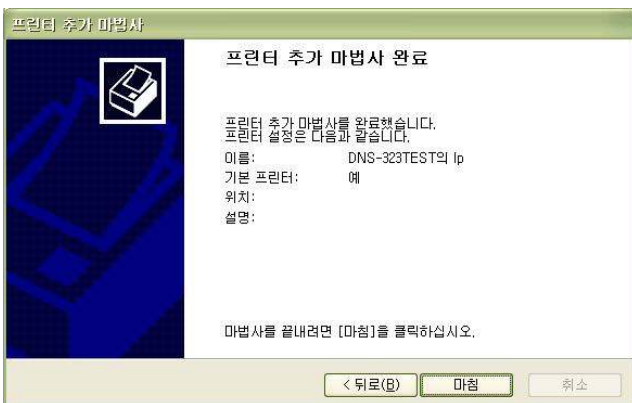 프린터 추가 마법사
프린터 추가 마법사 완료
프린터 추가 마법사를 완료했습니다.
프린터 설정은 다음과 같습니다.
이름: DNS-323TEST의 lp
기본 프린터: 예
위치:
설명:
마법사를 끝내려면 [마침]을 클릭하십시오.
< 뒤로(B) 마침 취소